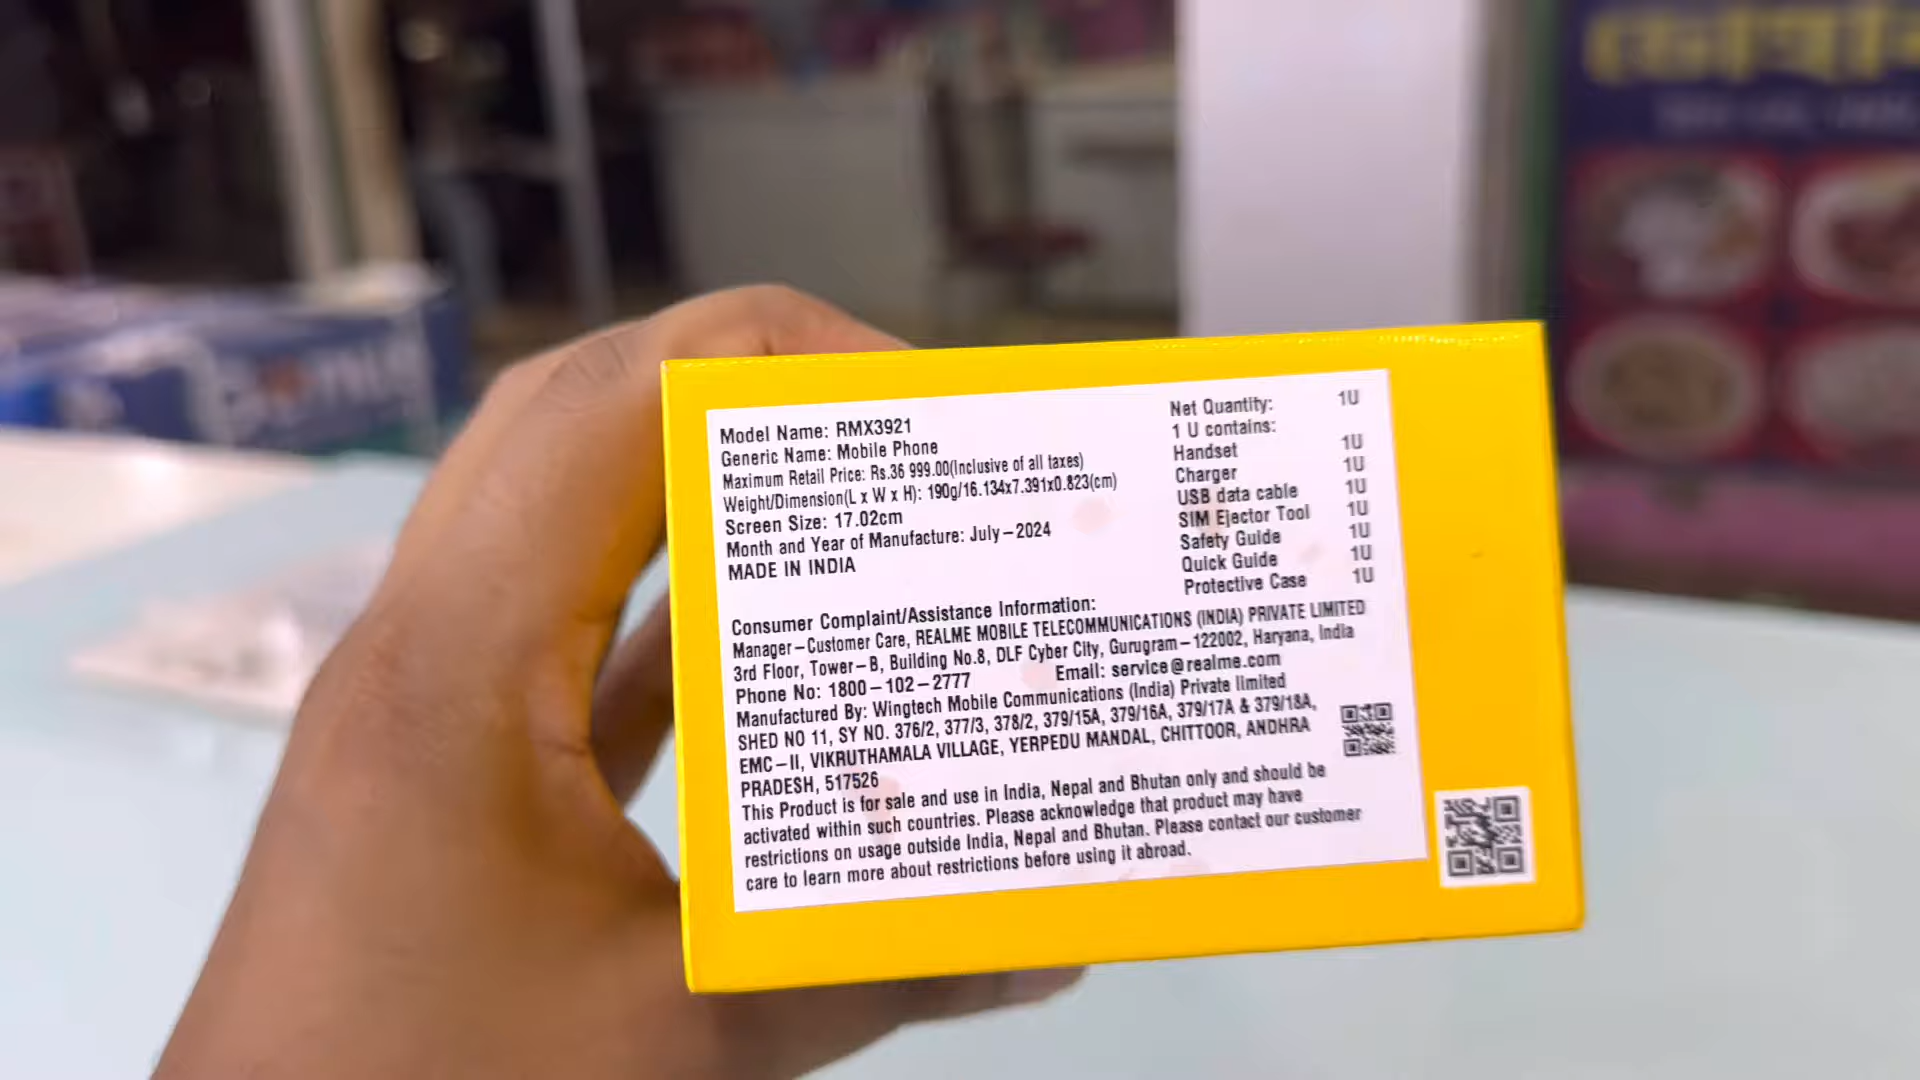 Model Name: RMX3921
Generic Name: Mobile Phone
Maximum Retail Price: Rs.36 999.00(Inclusive of all taxes)
Weight/Dimension(L x W x H): 190g/16.134x7.391x0.823(cm)
Screen Size: 17.02cm
Month and Year of Manufacture: July-2024
MADE IN INDIA
Net Quantity: 1U
1 U contains:
Handset 1U
Charger 1U
USB data cable 1U
SIM Ejector Tool 1U
Safety Guide 1U
Quick Guide 1U
Protective Case 1U
Consumer Complaint/Assistance Information:
Manager-Customer Care, REALME MOBILE TELECOMMUNICATIONS (INDIA) PRIVATE LIMITED
3rd Floor, Tower-B, Building No.8, DLF Cyber City, Gurugram-122002, Haryana, India
Phone No: 1800-102-2777 Email: service@realme.com
Manufactured By: Wingtech Mobile Communications (India) Private limited
SHED NO 11, SY NO. 376/2, 377/3, 378/2, 379/15A, 379/16A, 379/17A & 379/18A,
EMC-II, VIKRUTHAMALA VILLAGE, YERPEDU MANDAL, CHITTOOR, ANDHRA
PRADESH, 517526
This Product is for sale and use in India, Nepal and Bhutan only and should be
activated within such countries. Please acknowledge that product may have
restrictions on usage outside India, Nepal and Bhutan. Please contact our customer
care to learn more about restrictions before using it abroad.